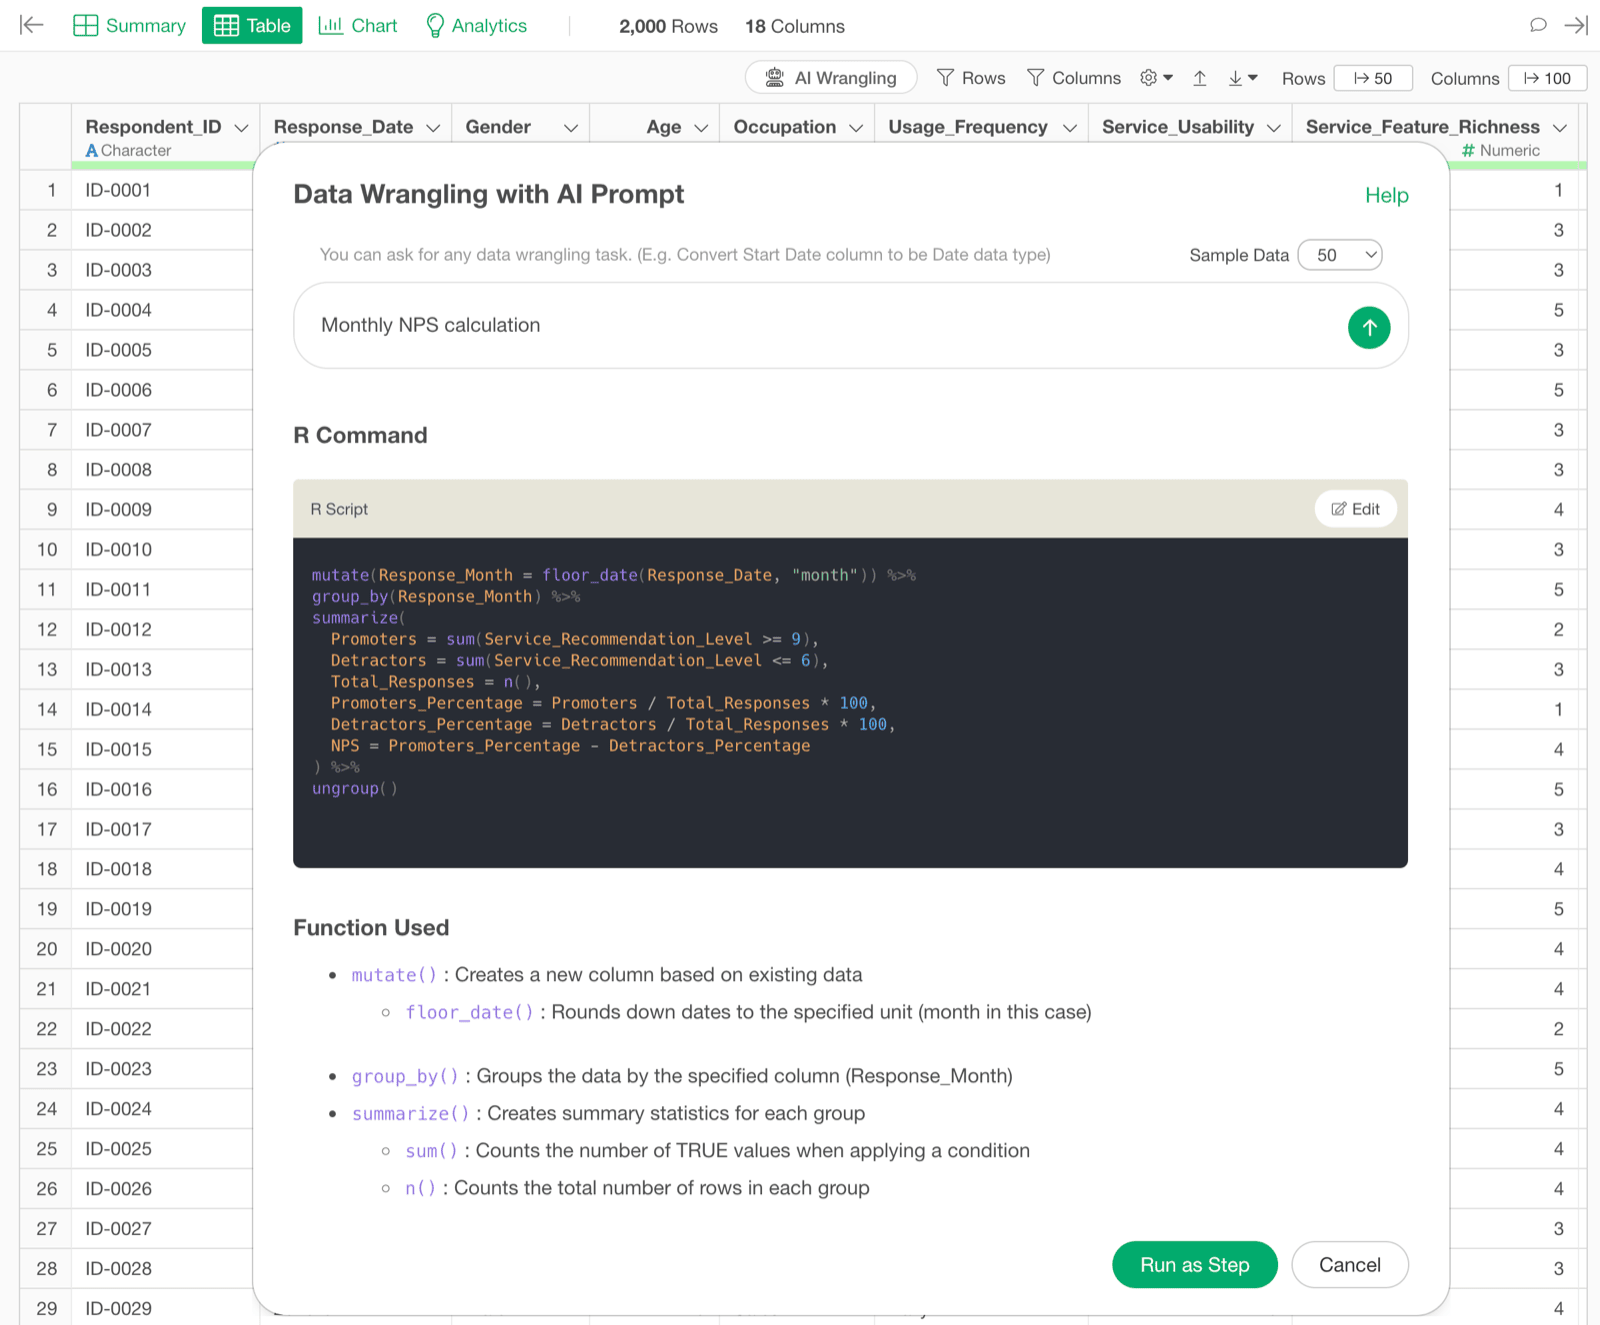 Summary Table Chart Analytics 2,000 Rows 18 Columns
AI Wrangling Rows Columns Rows 50 Columns 100
Respondent_ID Response_Date Gender Age Occupation Usage_Frequency Service_Usability Service_Feature_Richness
A Character # Numeric
1 ID-0001 1
2 ID-0002 3
3 ID-0003 3
4 ID-0004 5
5 ID-0005 3
6 ID-0006 5
7 ID-0007 3
8 ID-0008 3
9 ID-0009 4
10 ID-0010 3
11 ID-0011 5
12 ID-0012 2
13 ID-0013 3
14 ID-0014 1
15 ID-0015 4
16 ID-0016 5
17 ID-0017 3
18 ID-0018 4
19 ID-0019 5
20 ID-0020 4
21 ID-0021 4
22 ID-0022 2
23 ID-0023 5
24 ID-0024 4
25 ID-0025 4
26 ID-0026 4
27 ID-0027 3
28 ID-0028 3
29 ID-0029 4
Data Wrangling with AI Prompt Help
You can ask for any data wrangling task. (E.g. Convert Start Date column to be Date data type) Sample Data 50
Monthly NPS calculation
R Command
R Script Edit
mutate(Response_Month = floor_date(Response_Date, "month")) %>%
group_by(Response_Month) %>%
summarize(
  Promoters = sum(Service_Recommendation_Level >= 9),
  Detractors = sum(Service_Recommendation_Level <= 6),
  Total_Responses = n(),
  Promoters_Percentage = Promoters / Total_Responses * 100,
  Detractors_Percentage = Detractors / Total_Responses * 100,
  NPS = Promoters_Percentage - Detractors_Percentage
) %>%
ungroup()
Function Used
• mutate() : Creates a new column based on existing data
◦ floor_date() : Rounds down dates to the specified unit (month in this case)
• group_by() : Groups the data by the specified column (Response_Month)
• summarize() : Creates summary statistics for each group
◦ sum() : Counts the number of TRUE values when applying a condition
◦ n() : Counts the total number of rows in each group
Run as Step Cancel